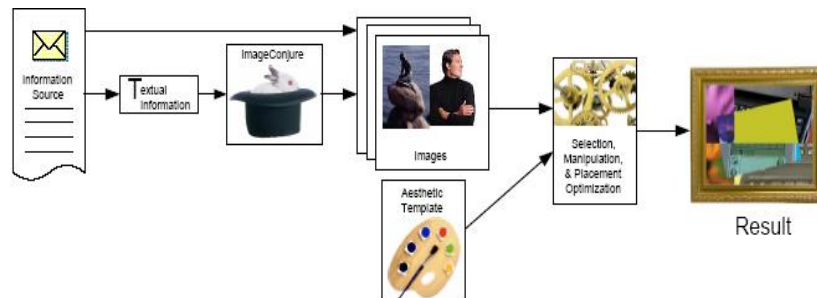 Information
Source
Textual
Information
ImageConjure
Images
Aesthetic
Template
Selection,
Manipulation,
& Placement
Optimization
Result